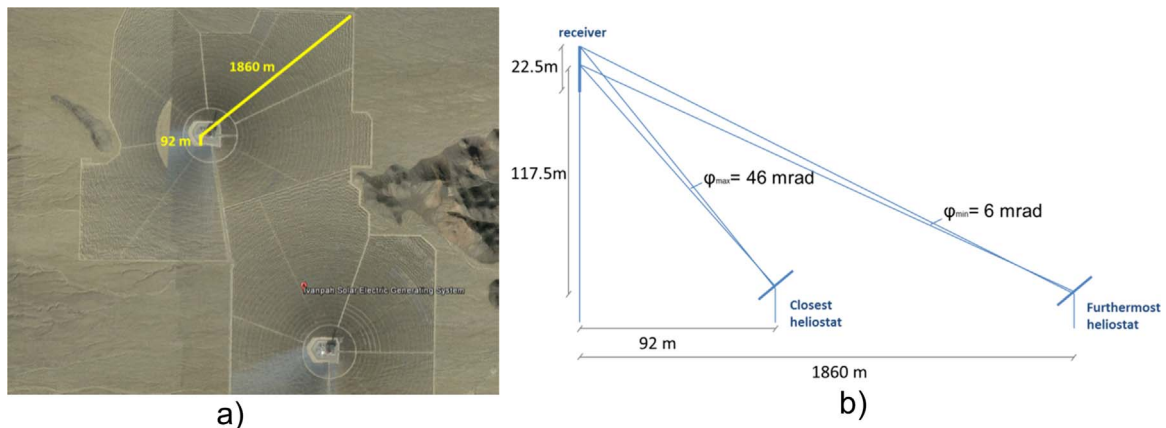 1860 m
92 m
Ivanpah Solar Electric Generating System
a)
receiver
22.5m
117.5m
φmax= 46 mrad
φmin= 6 mrad
Closest
heliostat
Furthermost
heliostat
92 m
1860 m
b)